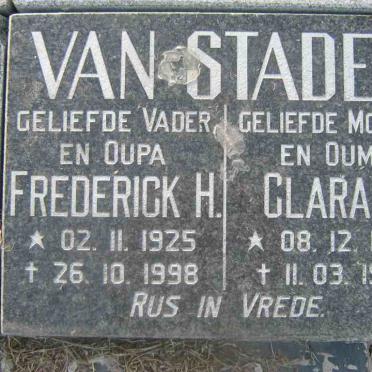 VAN STADE
GELIEFDE VADER GELIEFDE MO
EN OUPA EN OUM
FREDERICK H. CLARA
★ 02. 11. 1925 ★ 08. 12.
† 26. 10. 1998 † 11. 03. 1
RUS IN VREDE.